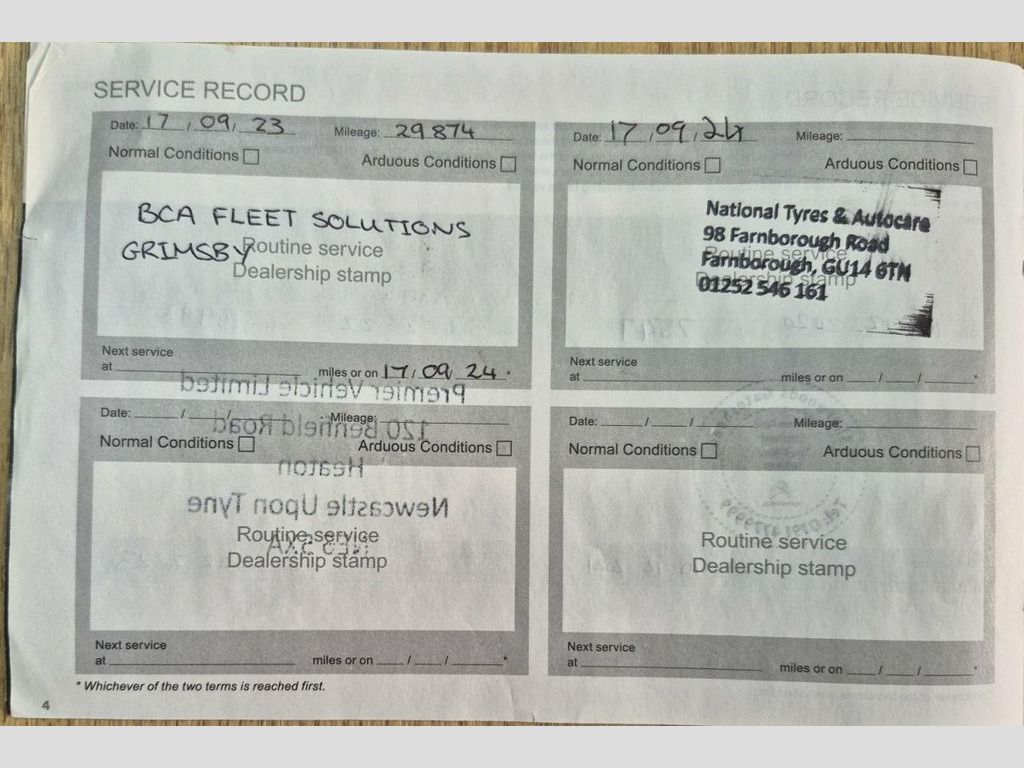 SERVICE RECORD
Date: 17 / 09 / 23 Mileage: 29874
Normal Conditions Arduous Conditions
BCA FLEET SOLUTIONS
GRIMSBY
Routine service
Dealership stamp
Next service
at miles or on 17 / 09 / 24 *
Date: 17 / 09 / 24 Mileage:
Normal Conditions Arduous Conditions
National Tyres & Autocare
98 Farnborough Road
Farnborough, GU14 6TN
01252 546 161
Routine service
Dealership stamp
Next service
at miles or on / / *
Date: / / Mileage:
Normal Conditions Arduous Conditions
Premier Vehicle Limited
120 Benfield Road
Heaton
Newcastle Upon Tyne
Routine service
Dealership stamp
Next service
at miles or on / / *
Date: / / Mileage:
Normal Conditions Arduous Conditions
Routine service
Dealership stamp
Next service
at miles or on / / *
* Whichever of the two terms is reached first.
4